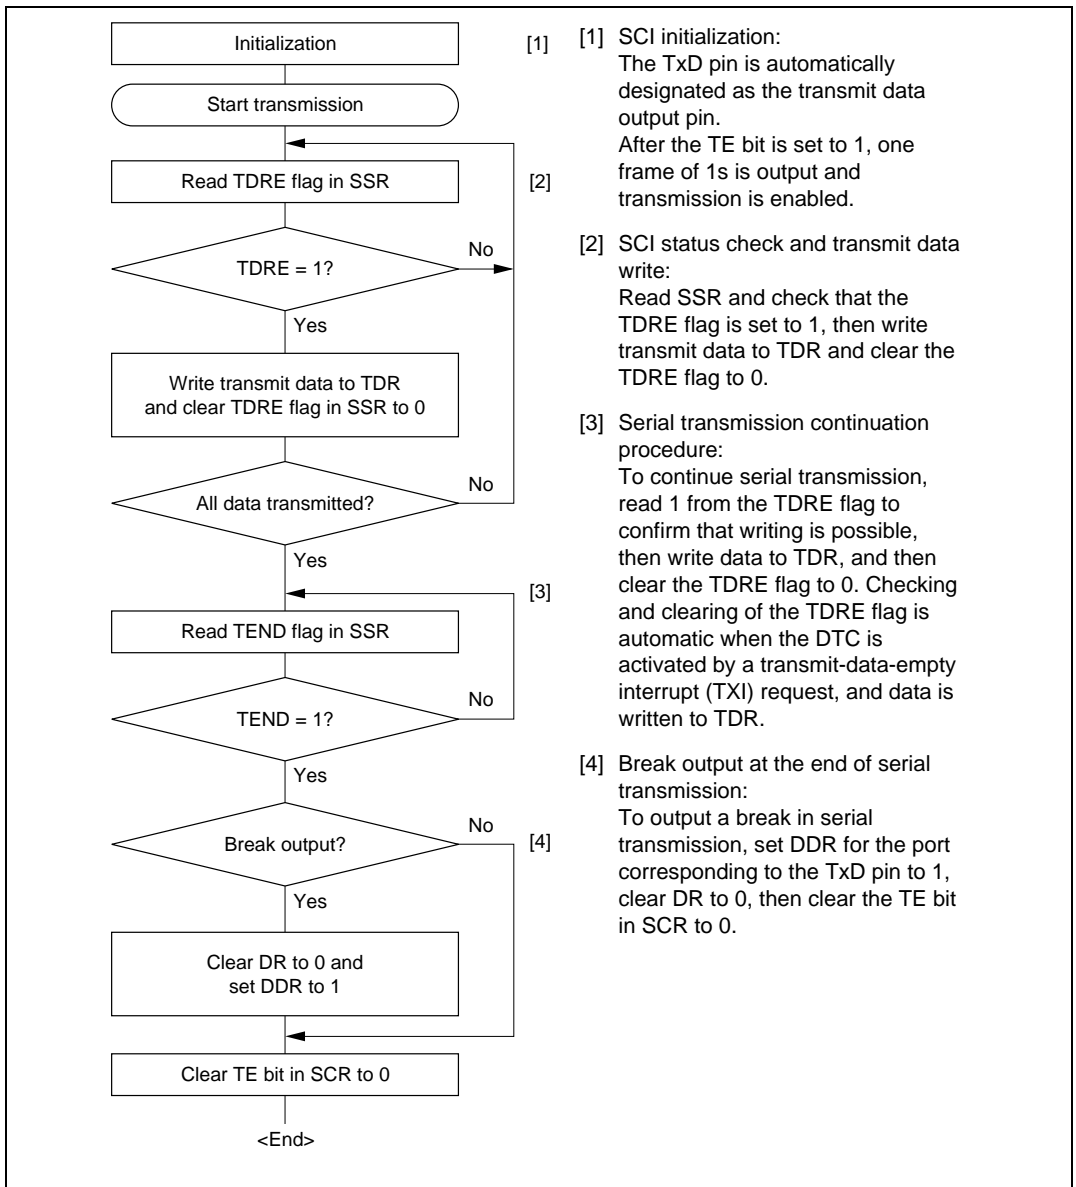 Initialization
[1]
Start transmission
Read TDRE flag in SSR
[2]
No
TDRE = 1?
Yes
Write transmit data to TDR
and clear TDRE flag in SSR to 0
No
All data transmitted?
Yes
[3]
Read TEND flag in SSR
No
TEND = 1?
Yes
No
Break output?
[4]
Yes
Clear DR to 0 and
set DDR to 1
Clear TE bit in SCR to 0
<End>
[1] SCI initialization:
The TxD pin is automatically
designated as the transmit data
output pin.
After the TE bit is set to 1, one
frame of 1s is output and
transmission is enabled.
[2] SCI status check and transmit data
write:
Read SSR and check that the
TDRE flag is set to 1, then write
transmit data to TDR and clear the
TDRE flag to 0.
[3] Serial transmission continuation
procedure:
To continue serial transmission,
read 1 from the TDRE flag to
confirm that writing is possible,
then write data to TDR, and then
clear the TDRE flag to 0. Checking
and clearing of the TDRE flag is
automatic when the DTC is
activated by a transmit-data-empty
interrupt (TXI) request, and data is
written to TDR.
[4] Break output at the end of serial
transmission:
To output a break in serial
transmission, set DDR for the port
corresponding to the TxD pin to 1,
clear DR to 0, then clear the TE bit
in SCR to 0.